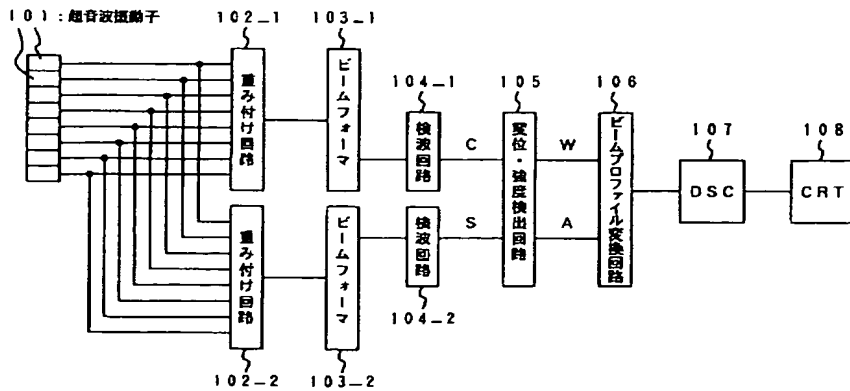 101:超音波振動子
102_1
103_1
重み付け回路
ビームフォーマ
104_1
検波回路
C
105
変位・強度検出回路
W
106
ビームプロファイル変換回路
107
DSC
108
CRT
重み付け回路
ビームフォーマ
検波回路
S
A
104_2
102_2
103_2